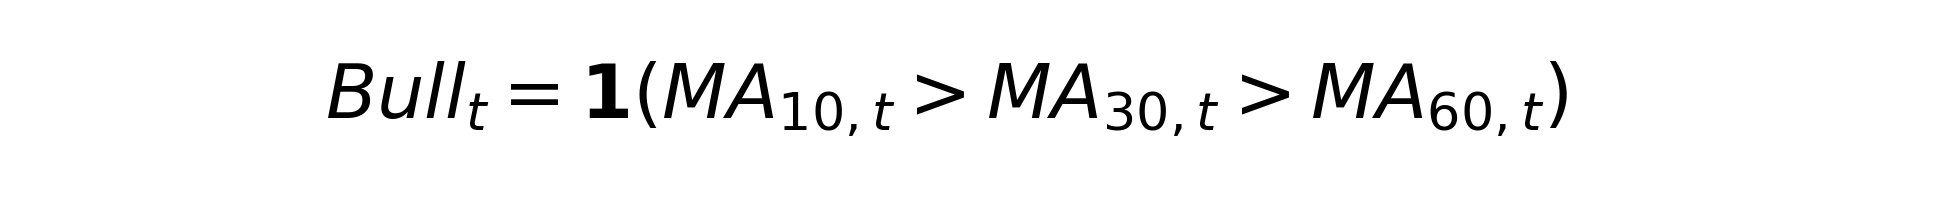 Bull_t = 1(MA_{10,t} > MA_{30,t} > MA_{60,t})